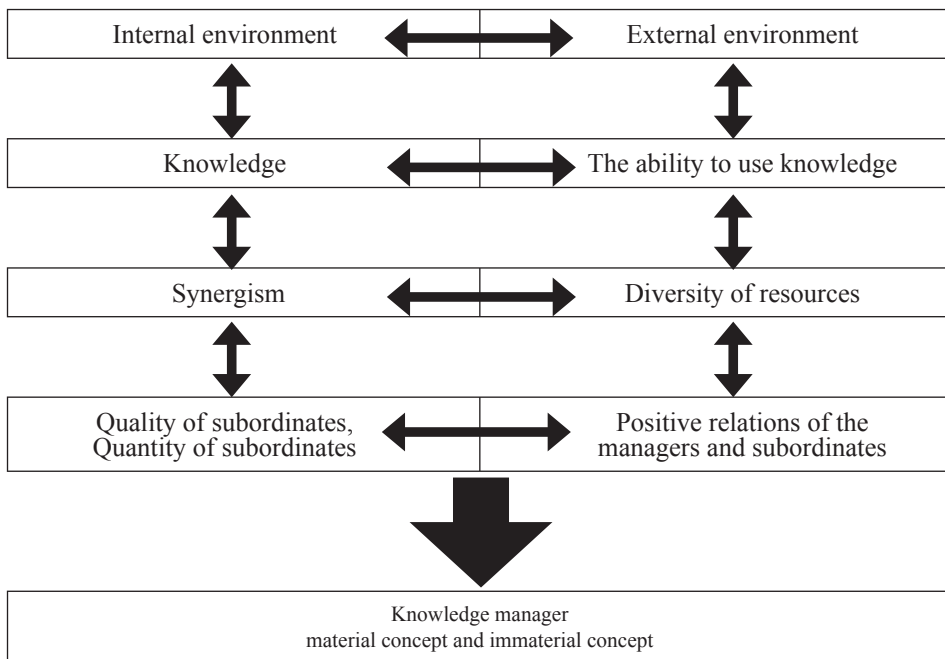 Internal environment
External environment
Knowledge
The ability to use knowledge
Synergism
Diversity of resources
Quality of subordinates,
Quantity of subordinates
Positive relations of the
managers and subordinates
Knowledge manager
material concept and immaterial concept